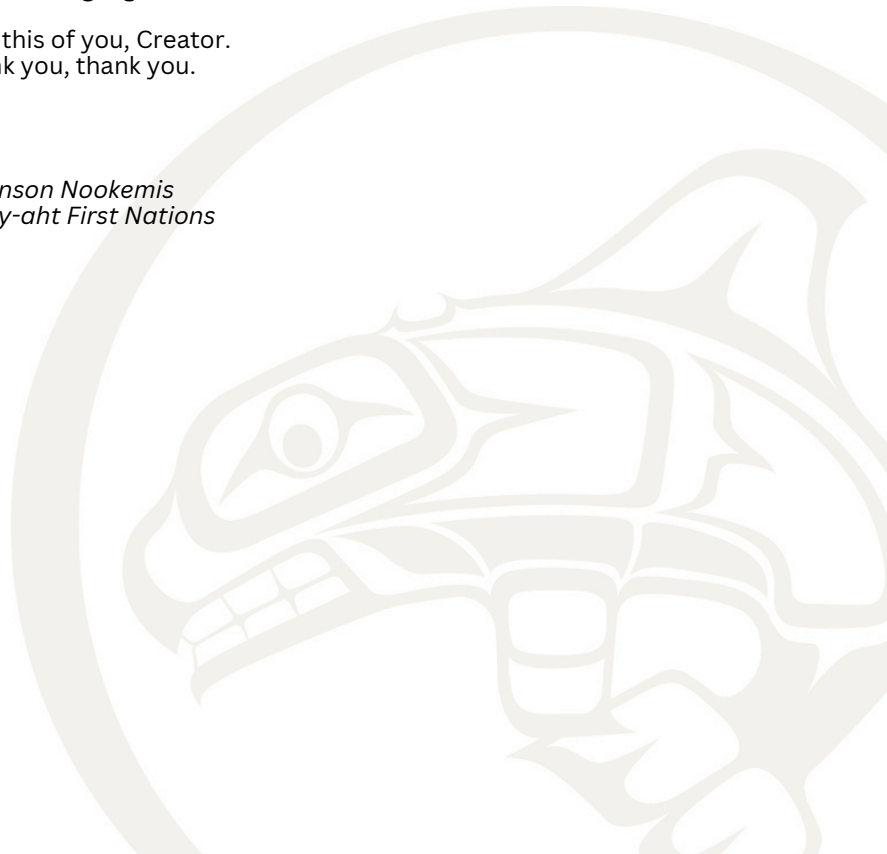 this of you, Creator.
k you, thank you.
nson Nookemis
y-aht First Nations